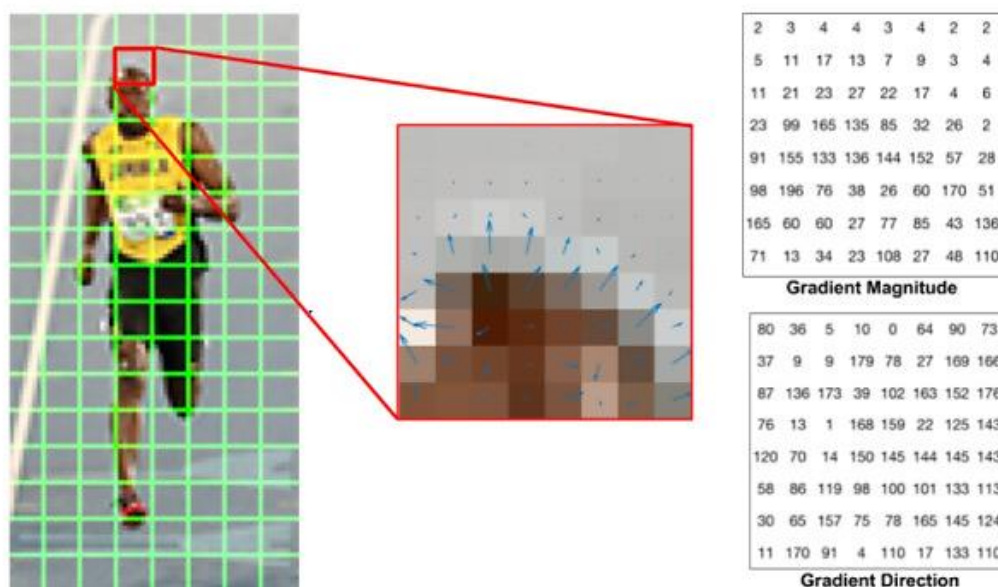 2 3 4 4 3 4 2 2
5 11 17 13 7 9 3 4
11 21 23 27 22 17 4 6
23 99 165 135 85 32 26 2
91 155 133 136 144 152 57 28
98 196 76 38 26 60 170 51
165 60 60 27 77 85 43 136
71 13 34 23 108 27 48 110
Gradient Magnitude
80 36 5 10 0 64 90 73
37 9 9 179 78 27 169 166
87 136 173 39 102 163 152 176
76 13 1 168 159 22 125 143
120 70 14 150 145 144 145 143
58 86 119 98 100 101 133 113
30 65 157 75 78 165 145 124
11 170 91 4 110 17 133 110
Gradient Direction